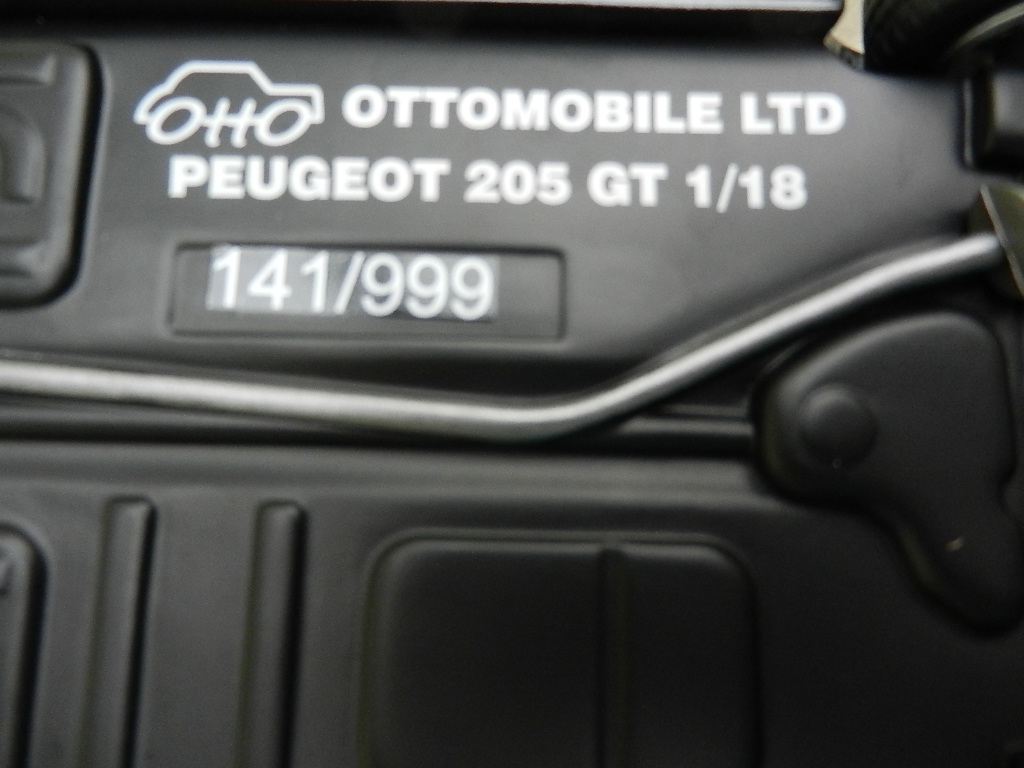 OTTO OTTOMOBILE LTD
PEUGEOT 205 GT 1/18
141/999